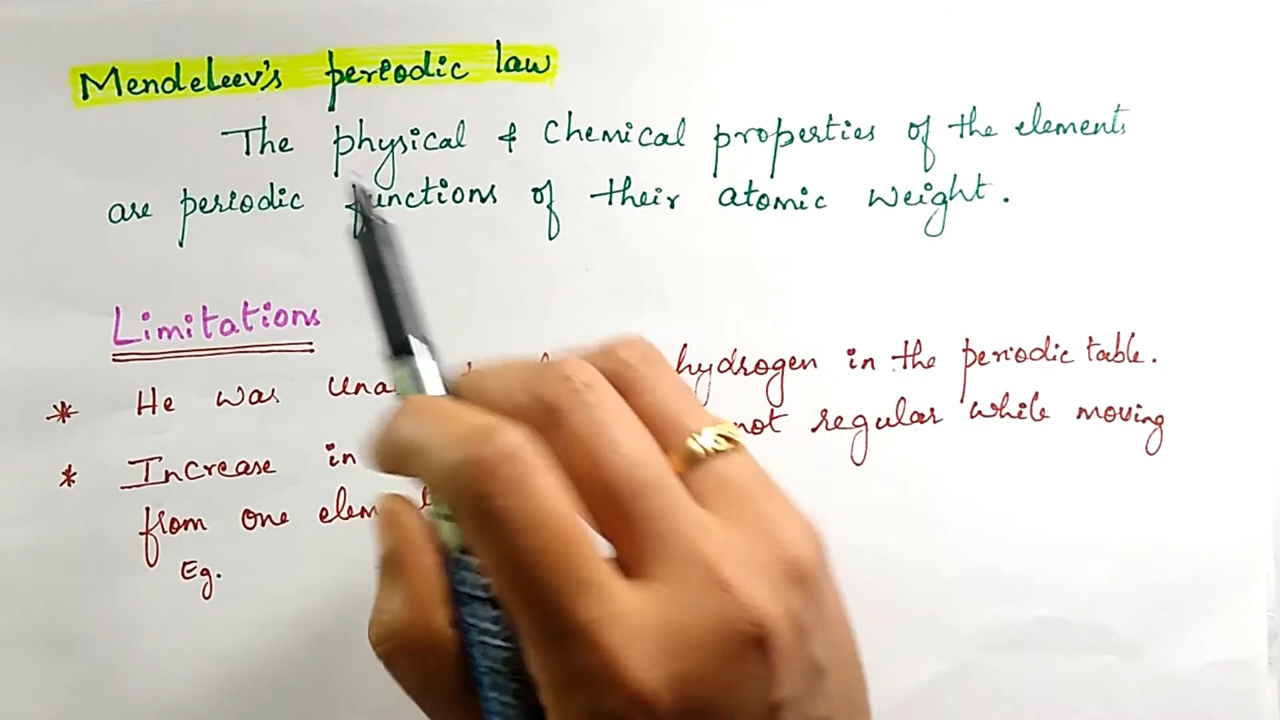 Mendeleev's periodic law
The physical & Chemical properties of the elements
are periodic functions of their atomic weight.
Limitations
* He was hydrogen in the periodic table.
* Increase in not regular while moving
from one
Eg.